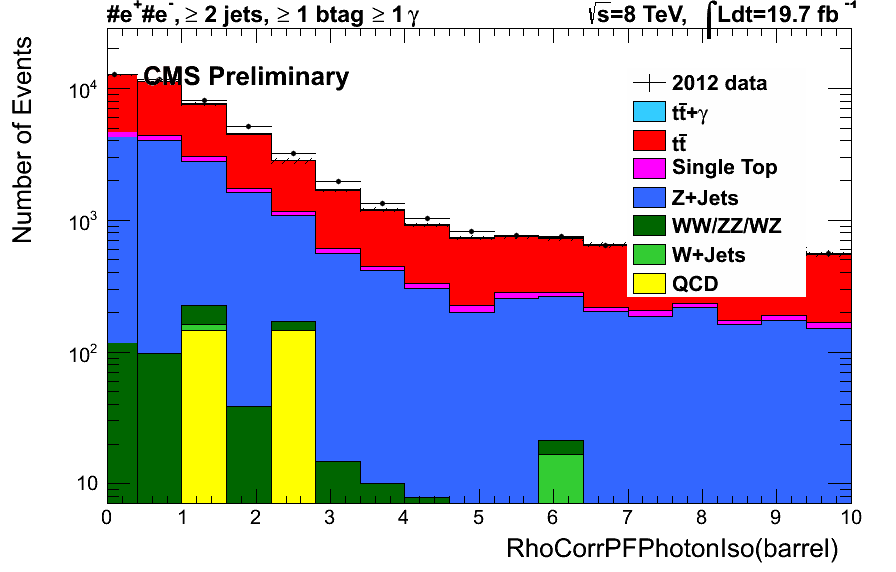 #e⁺#e⁻, ≥ 2 jets, ≥ 1 btag ≥ 1 γ √s=8 TeV, ∫Ldt=19.7 fb⁻¹
CMS Preliminary
2012 data
tt̄+γ
tt̄
Single Top
Z+Jets
WW/ZZ/WZ
W+Jets
QCD
Number of Events
10⁴
10³
10²
10
0 1 2 3 4 5 6 7 8 9 10
RhoCorrPFPhotonIso(barrel)